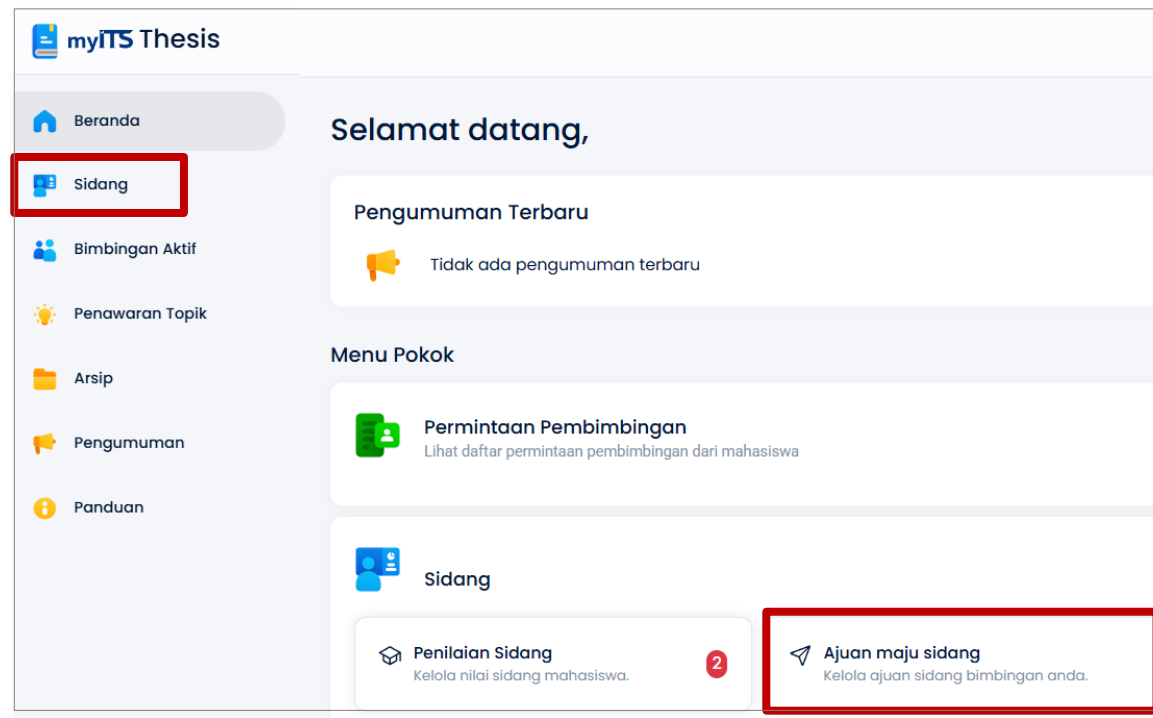 myITS Thesis
Beranda
Sidang
Bimbingan Aktif
Penawaran Topik
Arsip
Pengumuman
Panduan
Selamat datang,
Pengumuman Terbaru
Tidak ada pengumuman terbaru
Menu Pokok
Permintaan Pembimbingan
Lihat daftar permintaan pembimbingan dari mahasiswa
Sidang
Penilaian Sidang
Kelola nilai sidang mahasiswa.
2
Ajuan maju sidang
Kelola ajuan sidang bimbingan anda.